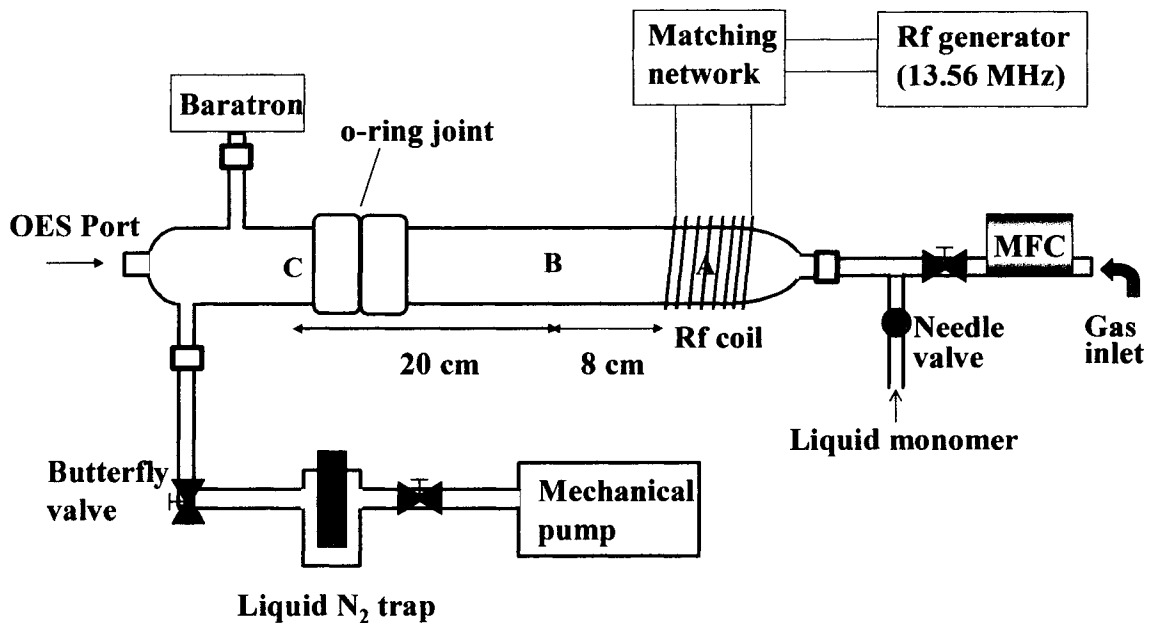 Matching
network
Rf generator
(13.56 MHz)
Baratron
o-ring joint
OES Port
MFC
C
B
A
Rf coil
20 cm
8 cm
Needle
valve
Gas
inlet
Liquid monomer
Butterfly
valve
Mechanical
pump
Liquid N₂ trap